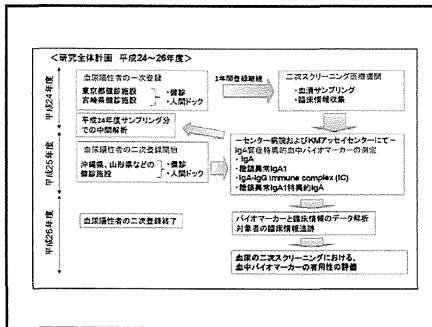 <研究全体計画 平成24~26年度>
平成24年度
血尿陽性者の一次登録
東京都健診施設
宮崎県健診施設
・健診
・人間ドック
1年間登録継続
二次スクリーニング医療機関
・血清サンプリング
・臨床情報収集
平成24年度サンプリング分
での中間解析
平成25年度
血尿陽性者の二次登録開始
沖縄県、山形県などの
健診施設
・健診
・人間ドック
ーセンター病院およびKMアッセイセンターにてー
IgA腎症特異的血中バイオマーカーの測定
・IgA
・糖鎖異常IgA1
・IgA-IgG immune complex (IC)
・糖鎖異常IgA1特異的IgA
平成26年度
血尿陽性者の二次登録終了
バイオマーカーと臨床情報のデータ解析
対象者の臨床情報追跡
血尿の二次スクリーニングにおける、
血中バイオマーカーの有用性の評価